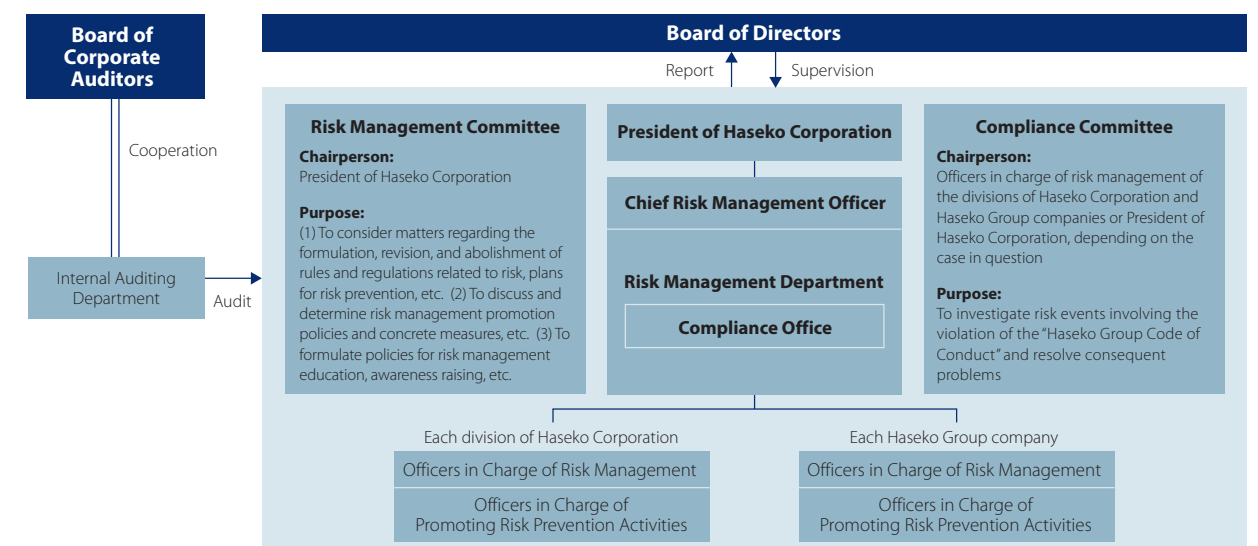 Board of
Corporate
Auditors
Cooperation
Internal Auditing
Department
Audit
Board of Directors
Report
Supervision
Risk Management Committee
Chairperson:
President of Haseko Corporation
Purpose:
(1) To consider matters regarding the
formulation, revision, and abolishment of
rules and regulations related to risk, plans
for risk prevention, etc. (2) To discuss and
determine risk management promotion
policies and concrete measures, etc. (3) To
formulate policies for risk management
education, awareness raising, etc.
President of Haseko Corporation
Chief Risk Management Officer
Risk Management Department
Compliance Office
Compliance Committee
Chairperson:
Officers in charge of risk management of
the divisions of Haseko Corporation and
Haseko Group companies or President of
Haseko Corporation, depending on the
case in question
Purpose:
To investigate risk events involving the
violation of the “Haseko Group Code of
Conduct” and resolve consequent
problems
Each division of Haseko Corporation
Officers in Charge of Risk Management
Officers in Charge of
Promoting Risk Prevention Activities
Each Haseko Group company
Officers in Charge of Risk Management
Officers in Charge of
Promoting Risk Prevention Activities